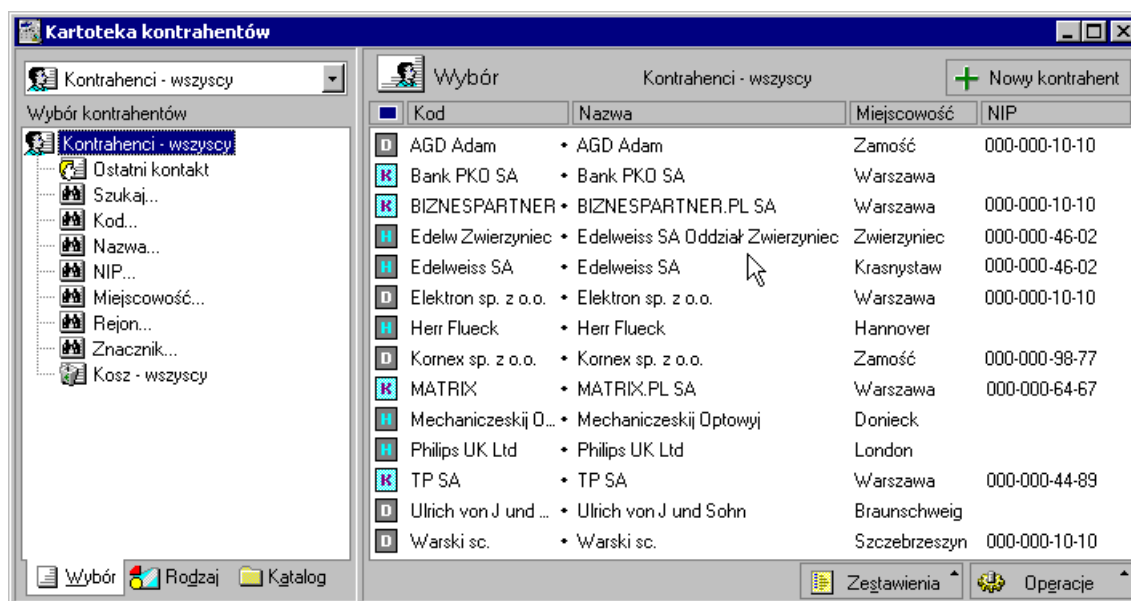 Kartoteka kontrahentów
Kontrahenci - wszyscy
Wybór kontrahentów
Kontrahenci - wszyscy
Ostatni kontakt
Szukaj...
Kod...
Nazwa...
NIP...
Miejscowość...
Rejon...
Znacznik...
Kosz - wszyscy
Wybór Rodzaj Katalog
Wybór Kontrahenci - wszyscy Nowy kontrahent
Kod Nazwa Miejscowość NIP
D AGD Adam • AGD Adam Zamość 000-000-10-10
K Bank PKO SA • Bank PKO SA Warszawa
K BIZNESPARTNER • BIZNESPARTNER.PL SA Warszawa 000-000-10-10
H Edelw Zwierzyniec • Edelweiss SA Oddział Zwierzyniec Zwierzyniec 000-000-46-02
H Edelweiss SA • Edelweiss SA Krasnystaw 000-000-46-02
D Elektron sp. z o.o. • Elektron sp. z o.o. Warszawa 000-000-10-10
H Herr Flueck • Herr Flueck Hannover
D Kornex sp. z o.o. • Kornex sp. z o.o. Zamość 000-000-98-77
K MATRIX • MATRIX.PL SA Warszawa 000-000-64-67
H Mechaniczeskij O... • Mechaniczeskij Optowyj Donieck
H Philips UK Ltd • Philips UK Ltd London
K TP SA • TP SA Warszawa 000-000-44-89
D Ulrich von J und ... • Ulrich von J und Sohn Braunschweig
D Warski sc. • Warski sc. Szczebrzeszyn 000-000-10-10
Zestawienia Operacje